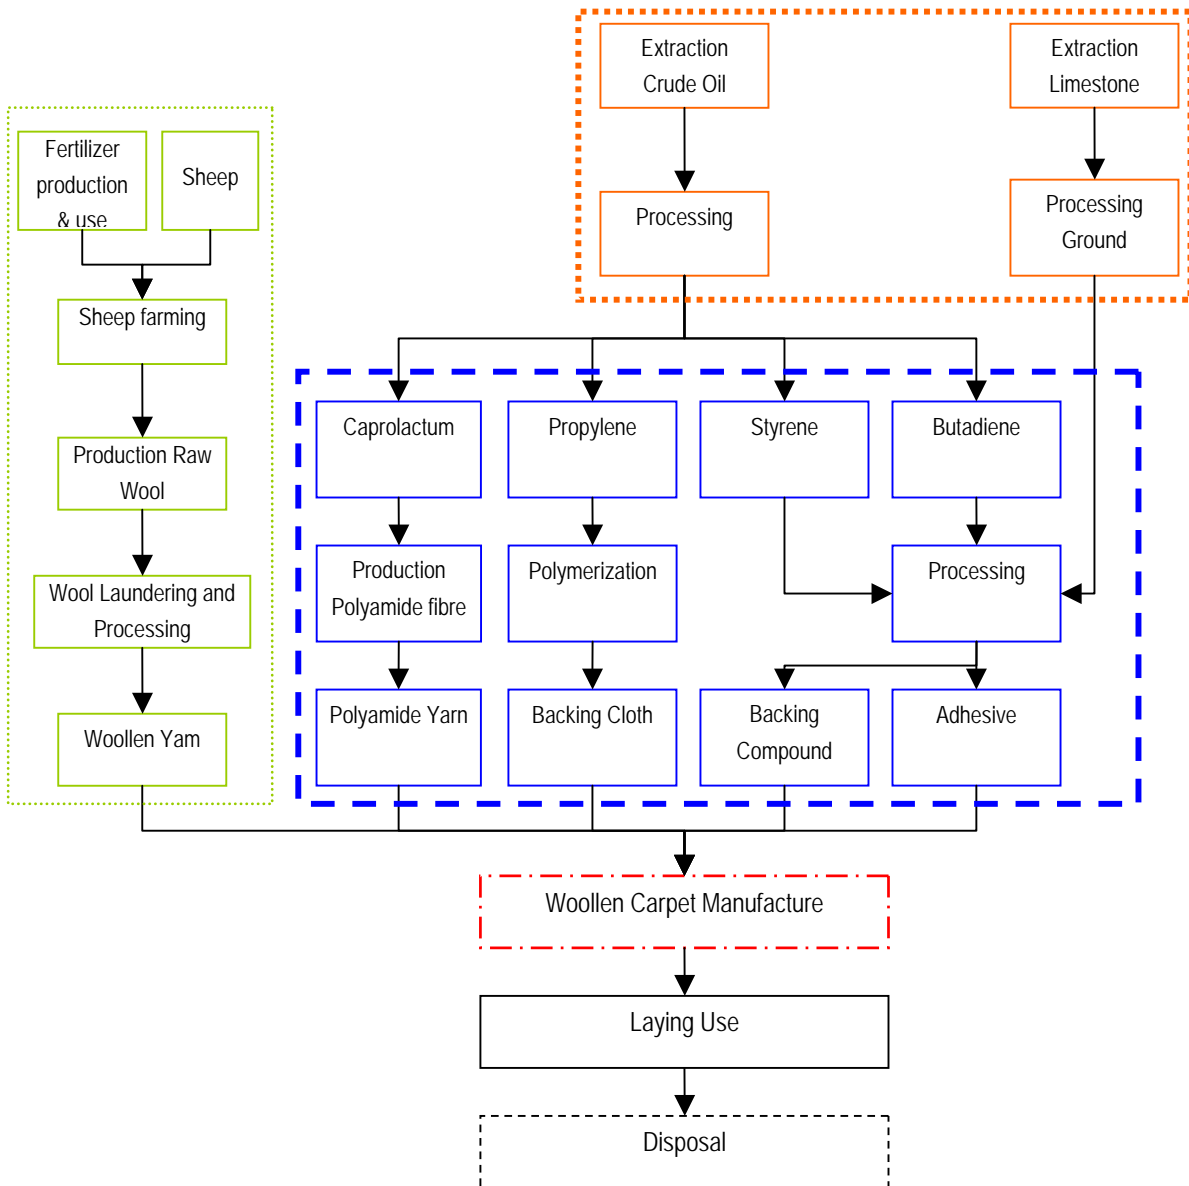 Extraction
Crude Oil
Extraction
Limestone
Fertilizer
production
& use
Sheep
Processing
Processing
Ground
Sheep farming
Caprolactum
Propylene
Styrene
Butadiene
Production Raw
Wool
Production
Polyamide fibre
Polymerization
Processing
Wool Laundering and
Processing
Woollen Yam
Polyamide Yarn
Backing Cloth
Backing
Compound
Adhesive
Woollen Carpet Manufacture
Laying Use
Disposal